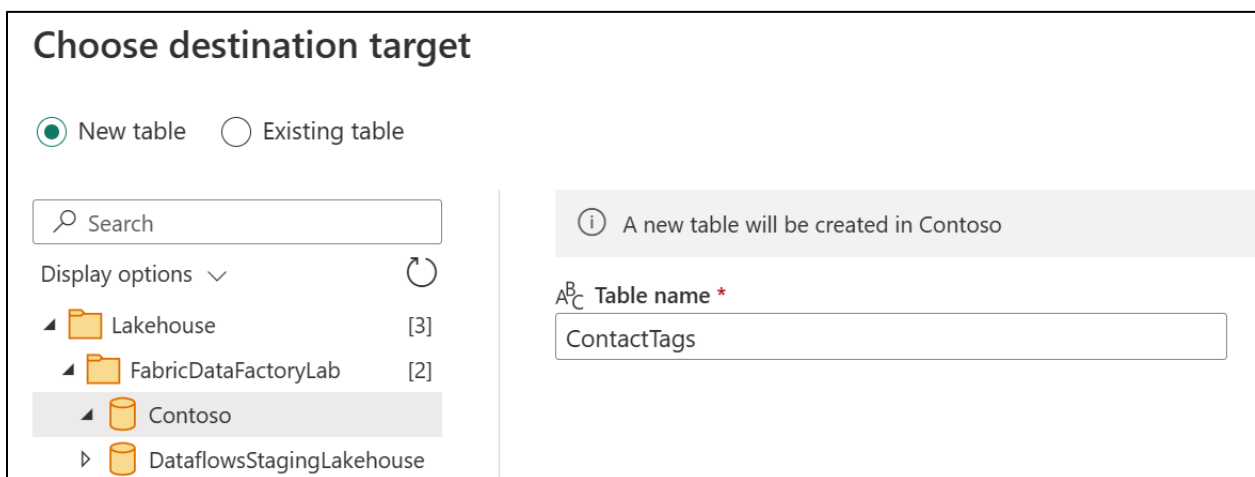 Choose destination target
New table Existing table
Search
Display options
Lakehouse [3]
FabricDataFactoryLab [2]
Contoso
DataflowsStagingLakehouse
A new table will be created in Contoso
ABC Table name *
ContactTags